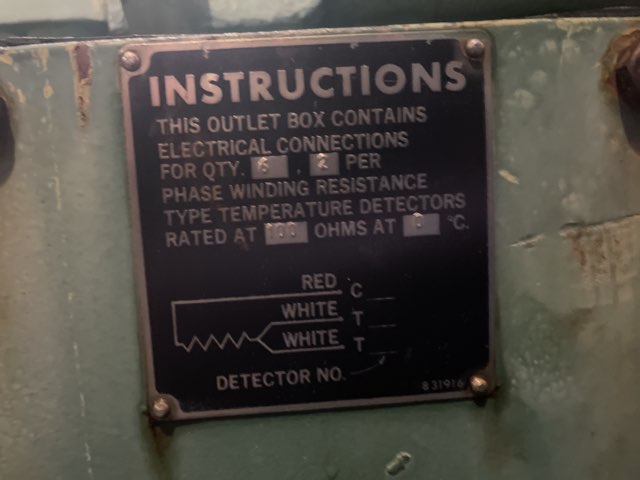 INSTRUCTIONS
THIS OUTLET BOX CONTAINS
ELECTRICAL CONNECTIONS
FOR QTY. 6 , 2 PER
PHASE WINDING RESISTANCE
TYPE TEMPERATURE DETECTORS
RATED AT 100 OHMS AT 0 °C.
RED C
WHITE T
WHITE T
DETECTOR NO.
831916